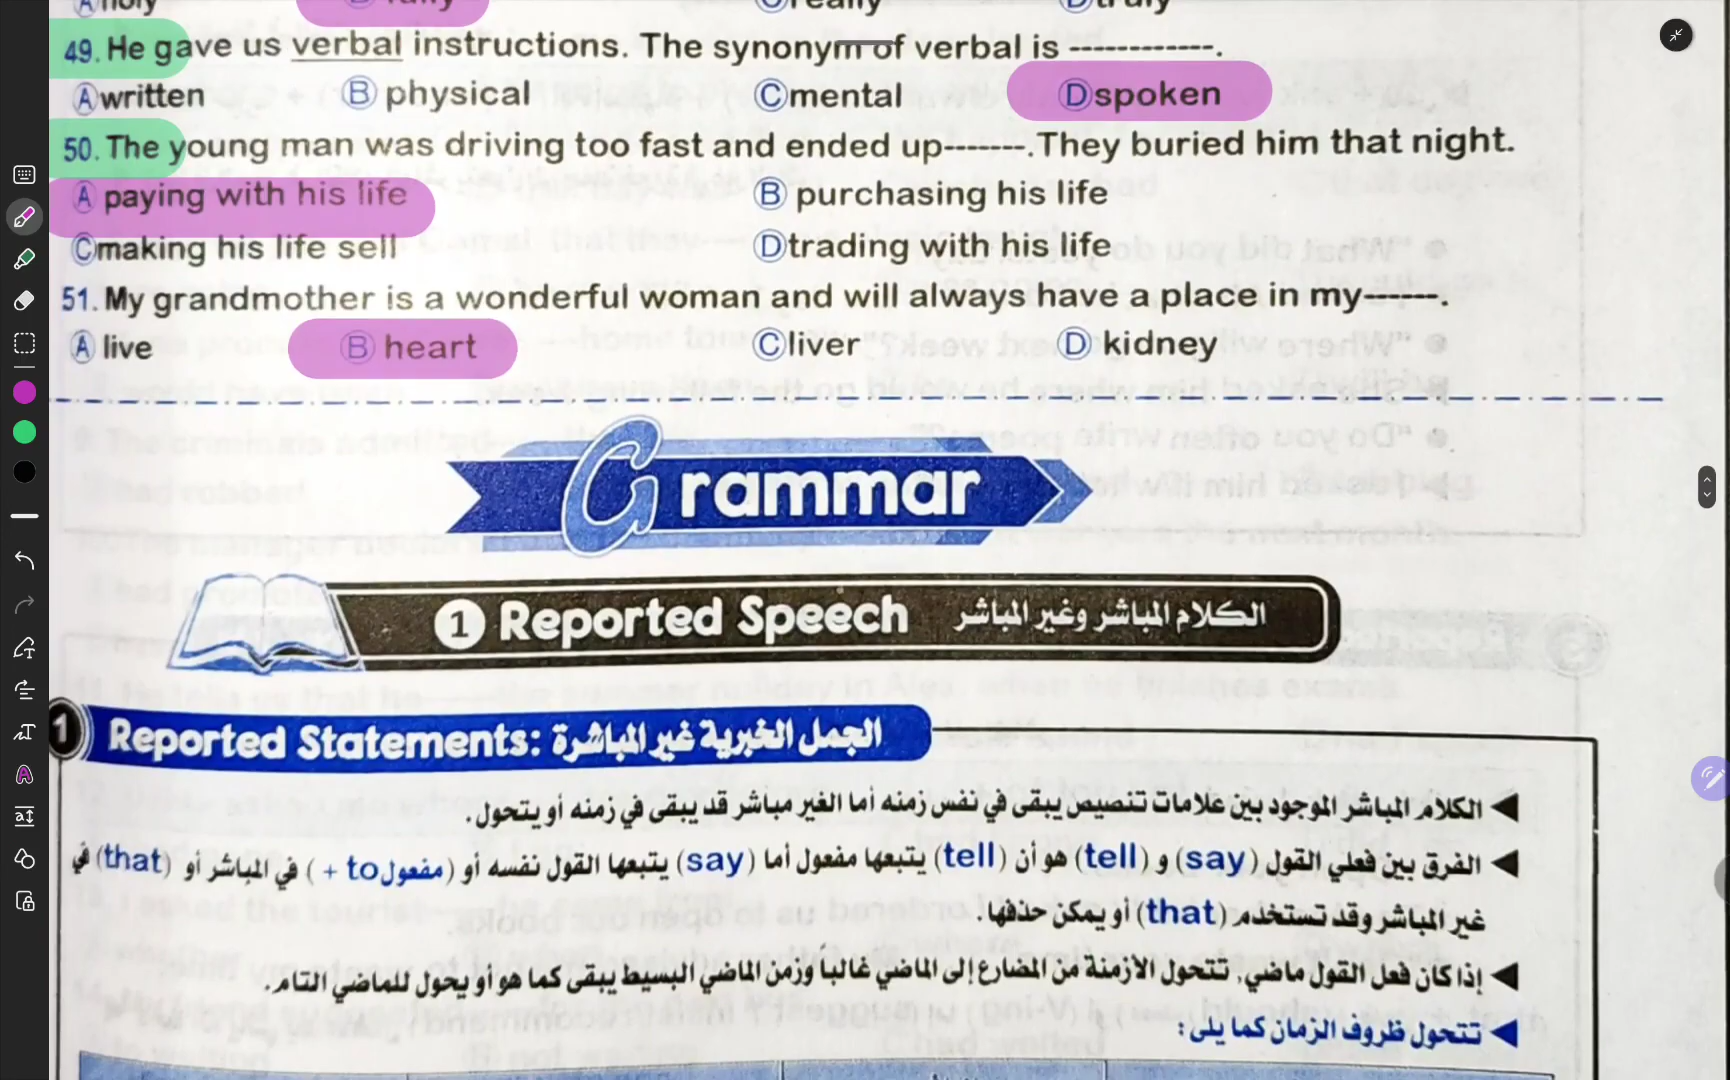 A holy B fully C really D truly
49. He gave us verbal instructions. The synonym of verbal is ------------.
A written B physical C mental D spoken
50. The young man was driving too fast and ended up-------.They buried him that night.
A paying with his life B purchasing his life
C making his life sell D trading with his life
51. My grandmother is a wonderful woman and will always have a place in my------.
A live B heart C liver D kidney
Grammar
1 Reported Speech الكلام المباشر وغير المباشر
1 Reported Statements: الجمل الخبرية غير المباشرة
◄ الكلام المباشر الموجود بين علامات تنصيص يبقى في نفس زمنه أما الغير مباشر قد يبقى في زمنه أو يتحول.
◄ الفرق بين فعلي القول (say) و (tell) هو أن (tell) يتبعها مفعول أما (say) يتبعها القول نفسه أو (مفعول to + ) في المباشر أو (that) في
غير المباشر وقد تستخدم (that) أو يمكن حذفها.
◄ إذا كان فعل القول ماضي، تتحول الازمنة من المضارع إلى الماضي غالباً وزمن الماضي البسيط يبقى كما هو أو يحول للماضي التام.
◄ تتحول ظروف الزمان كما يلى: